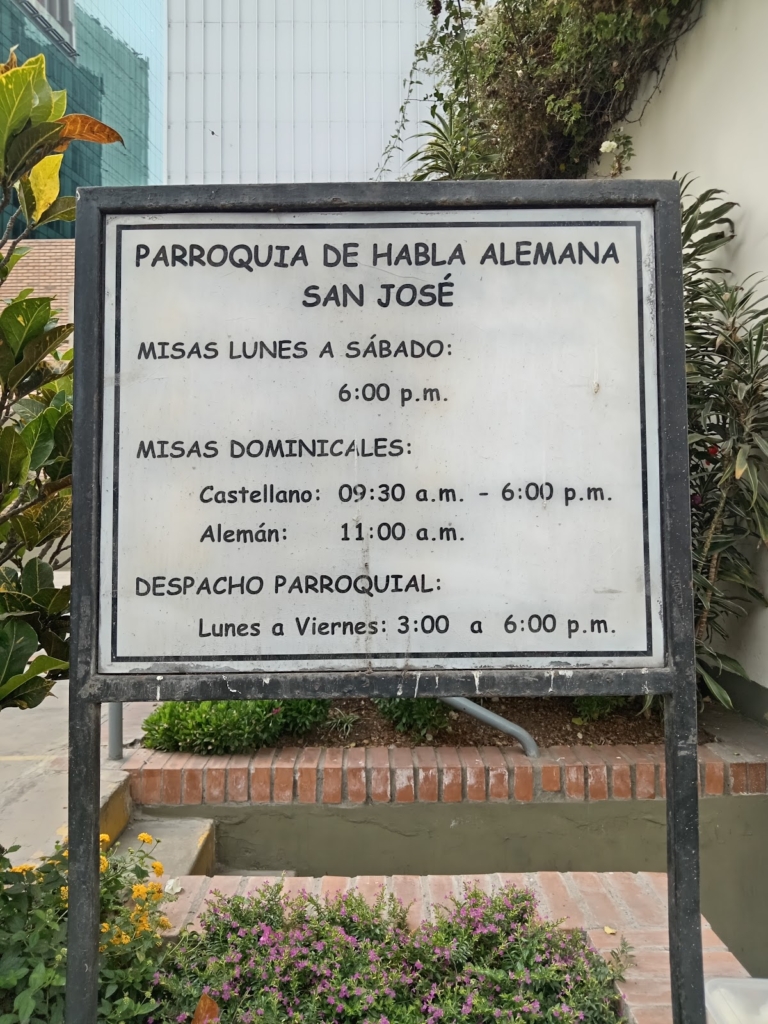 PARROQUIA DE HABLA ALEMANA
SAN JOSÉ
MISAS LUNES A SÁBADO:
6:00 p.m.
MISAS DOMINICALES:
Castellano: 09:30 a.m. - 6:00 p.m.
Alemán: 11:00 a.m.
DESPACHO PARROQUIAL:
Lunes a Viernes: 3:00 a 6:00 p.m.